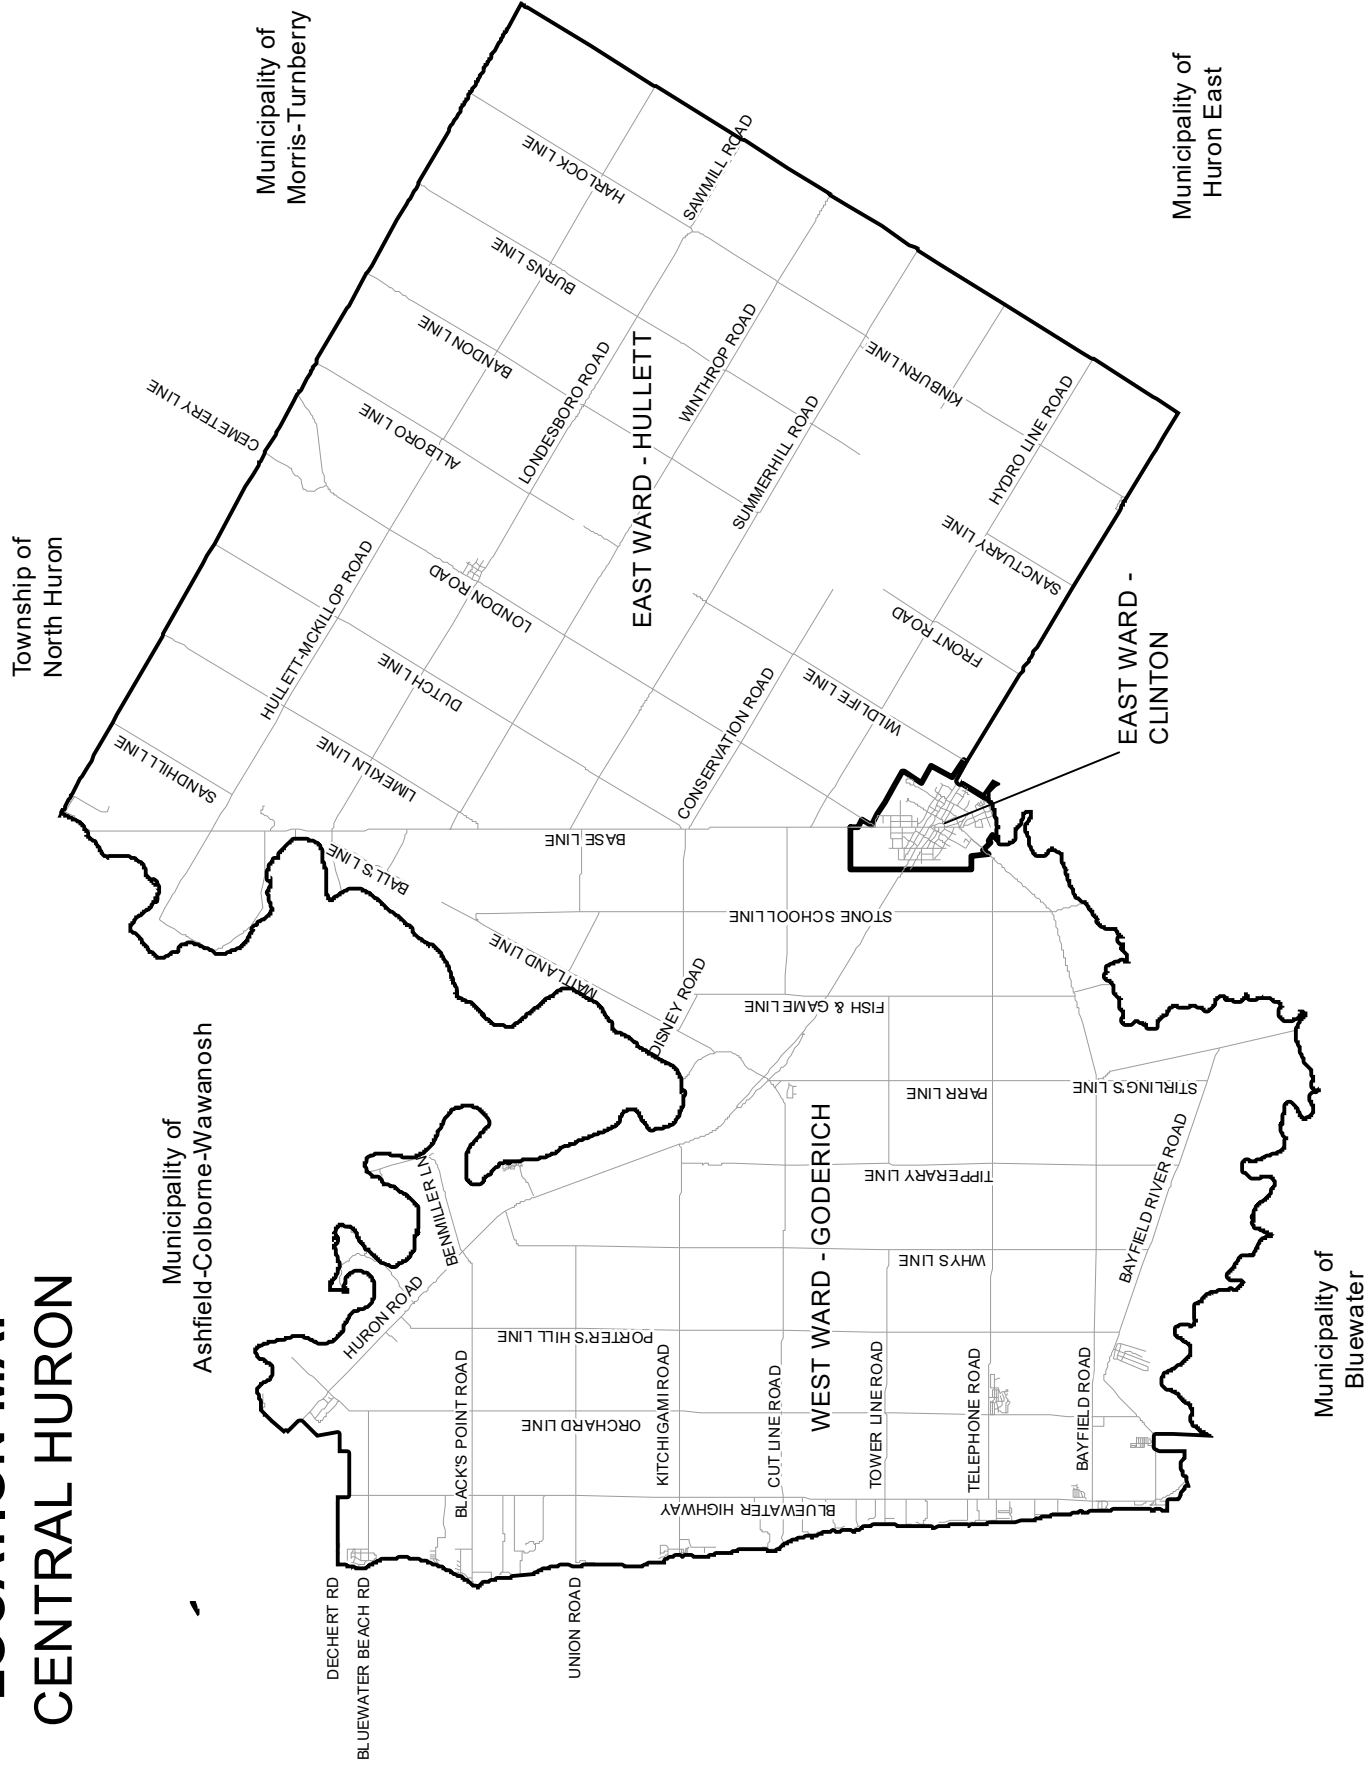 CENTRAL HURON
Township of
North Huron
Municipality of
Morris-Turnberry
Municipality of
Ashfield-Colborne-Wawanosh
Municipality of
Huron East
Municipality of
Bluewater
EAST WARD - HULLETT
EAST WARD -
CLINTON
WEST WARD - GODERICH
CEMETERY LINE
HARLOCK LINE
SAWMILL ROAD
BURNS LINE
BANDON LINE
ALLBORO LINE
LONDESBORO ROAD
WINTHROP ROAD
SUMMERHILL ROAD
KINBURN LINE
HYDRO LINE ROAD
SANCTUARY LINE
FRONT ROAD
WILDLIFE LINE
CONSERVATION ROAD
LONDON ROAD
HULLETT-MCKILLOP ROAD
DUTCH LINE
LIMEKILN LINE
SANDHILL LINE
BASE LINE
BALL'S LINE
MAITLAND LINE
STONE SCHOOL LINE
DISNEY ROAD
FISH & GAME LINE
PARR LINE
STIRLING'S LINE
TIPPERARY LINE
BAYFIELD RIVER ROAD
WHYS LINE
BENMILLER LN
HURON ROAD
PORTER'S HILL LINE
ORCHARD LINE
BLACK'S POINT ROAD
KITCHIGAMI ROAD
CUT LINE ROAD
TOWER LINE ROAD
TELEPHONE ROAD
BAYFIELD ROAD
BLUEWATER HIGHWAY
DECHERT RD
BLUEWATER BEACH RD
UNION ROAD